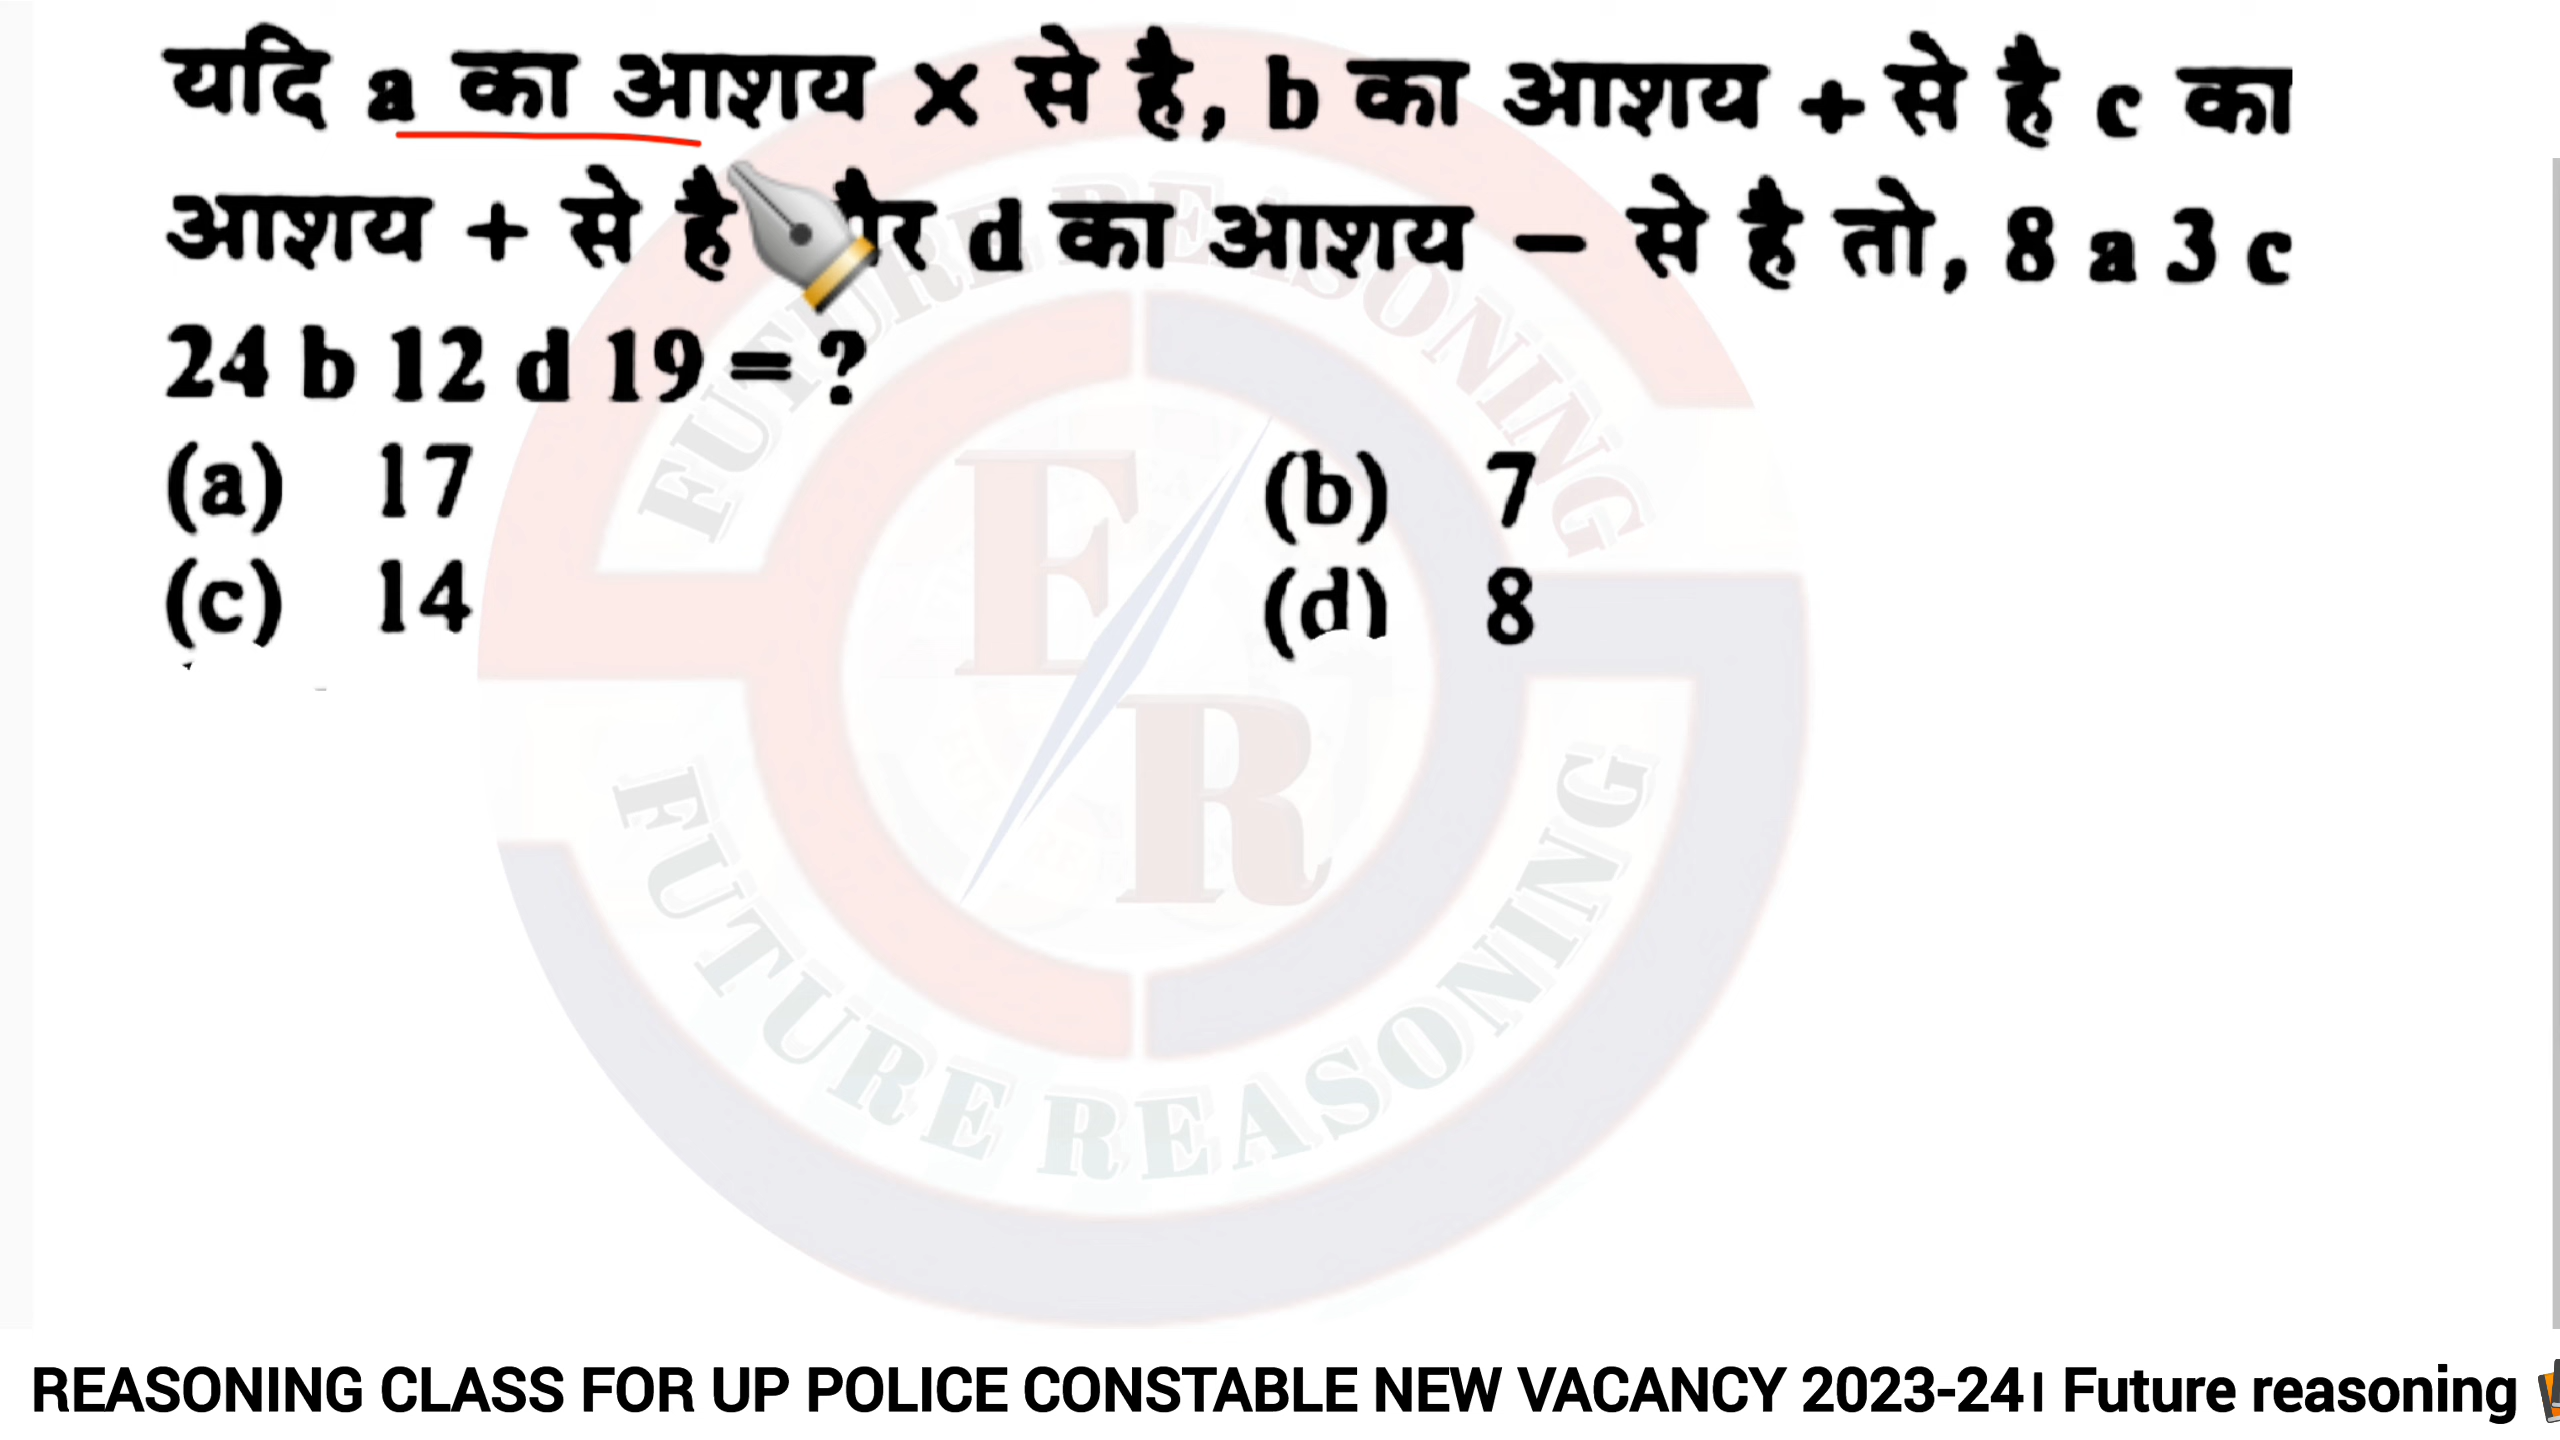 यदि a का आशय × से है, b का आशय + से है c का
आशय + से है और d का आशय – से है तो, 8 a 3 c
24 b 12 d 19 = ?
(a) 17 (b) 7
(c) 14 (d) 8
FUTURE REASONING
E
R
FUTURE REASONING
REASONING CLASS FOR UP POLICE CONSTABLE NEW VACANCY 2023-24। Future reasoning